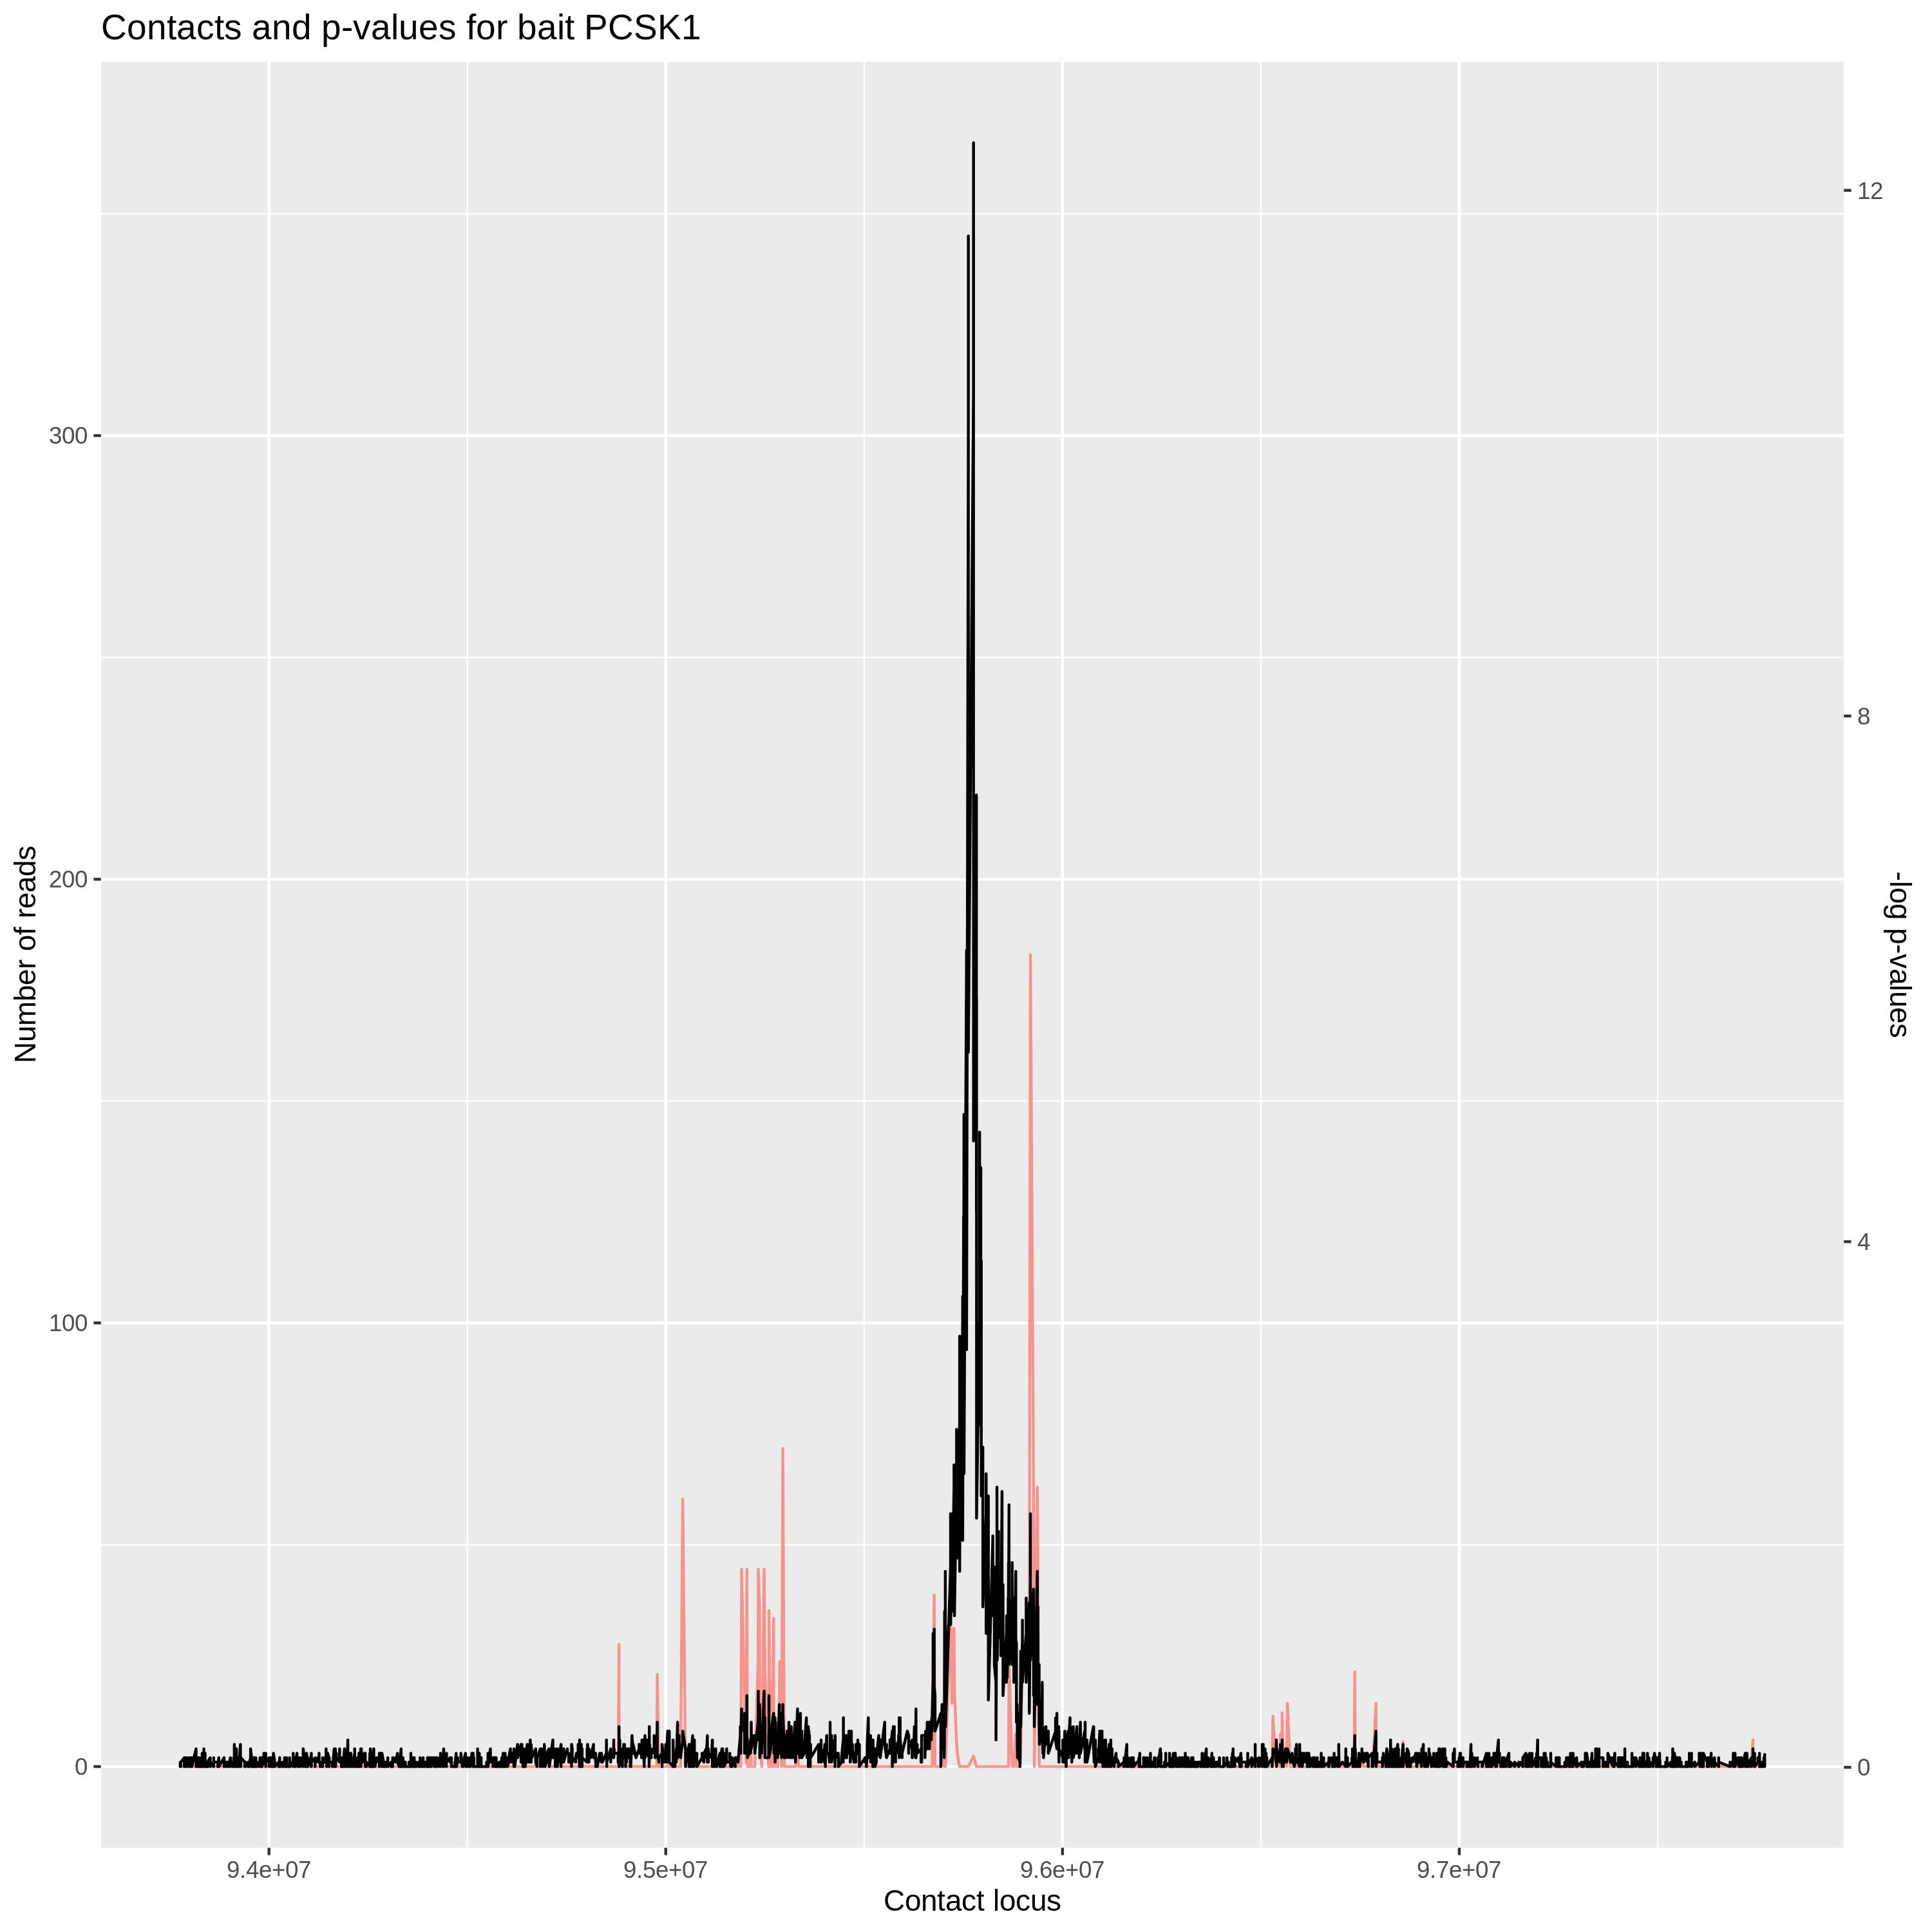 Contacts and p-values for bait PCSK1
Number of reads
300
200
100
0
12
8
4
0
-log p-values
9.4e+07
9.5e+07
9.6e+07
9.7e+07
Contact locus